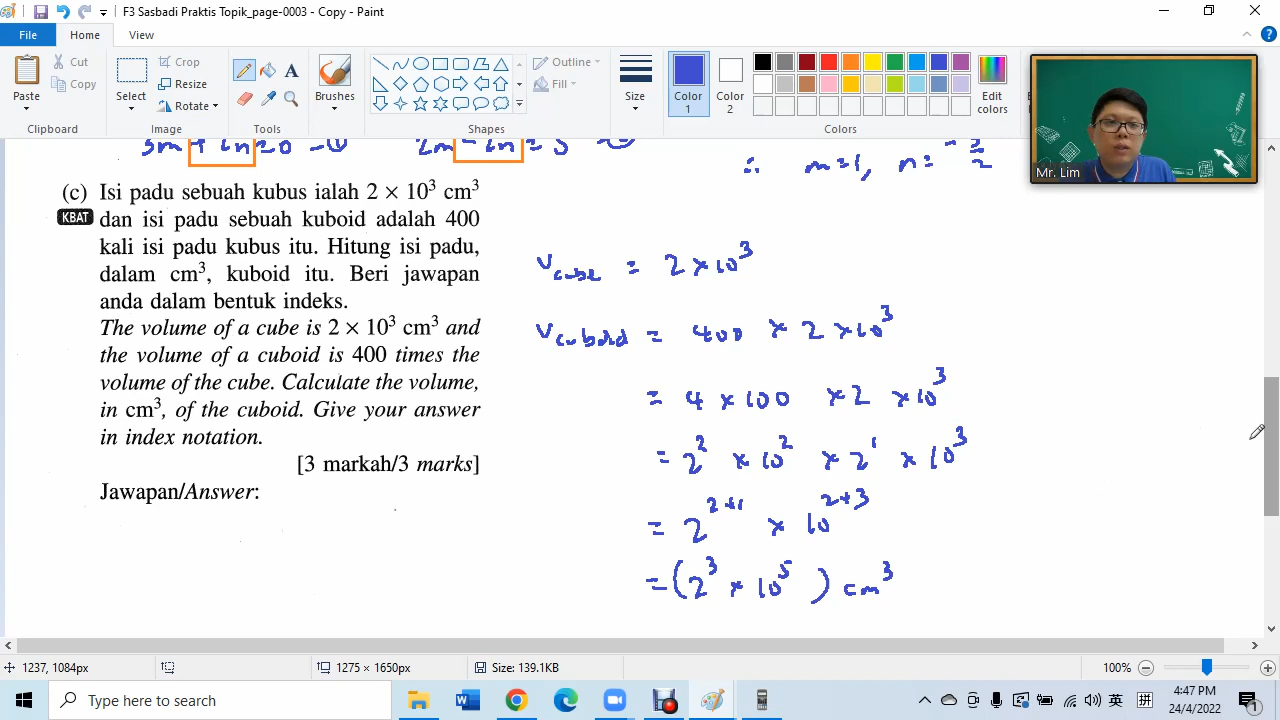 F3 Sasbadi Praktis Topik_page-0003 - Copy - Paint
File Home View
Paste Cut Copy Clipboard
Select Crop Resize Rotate Image
Tools
Brushes
Shapes
Outline Fill
Size
Color 1
Color 2
Edit colors
Colors
Mr. Lim
∴ m=1, n= -3/2
(c) Isi padu sebuah kubus ialah 2 × 10³ cm³
KBAT dan isi padu sebuah kuboid adalah 400
kali isi padu kubus itu. Hitung isi padu,
dalam cm³, kuboid itu. Beri jawapan
anda dalam bentuk indeks.
The volume of a cube is 2 × 10³ cm³ and
the volume of a cuboid is 400 times the
volume of the cube. Calculate the volume,
in cm³, of the cuboid. Give your answer
in index notation.
[3 markah/3 marks]
Jawapan/Answer:
V cube = 2 × 10³
V cuboid = 400 × 2 × 10³
= 4 × 100 × 2 × 10³
= 2² × 10² × 2¹ × 10³
= 2²⁺¹ × 10²⁺³
= (2³ × 10⁵) cm³
1237, 1084px
1275 × 1650px
Size: 139.1KB
100%
Type here to search
英 拼
4:47 PM
24/4/2022
1